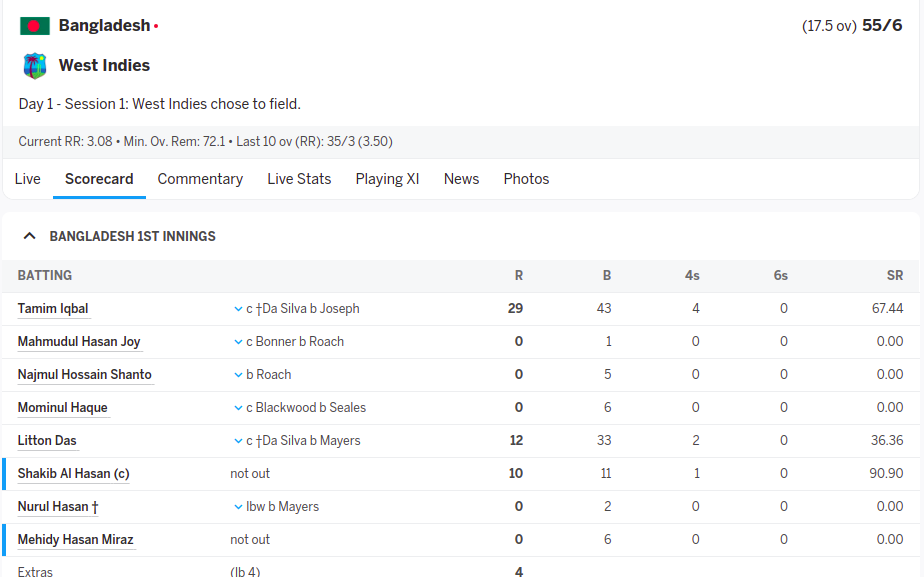 Bangladesh • (17.5 ov) 55/6
West Indies
Day 1 - Session 1: West Indies chose to field.
Current RR: 3.08 • Min. Ov. Rem: 72.1 • Last 10 ov (RR): 35/3 (3.50)
Live Scorecard Commentary Live Stats Playing XI News Photos
BANGLADESH 1ST INNINGS
BATTING R B 4s 6s SR
Tamim Iqbal c †Da Silva b Joseph 29 43 4 0 67.44
Mahmudul Hasan Joy c Bonner b Roach 0 1 0 0 0.00
Najmul Hossain Shanto b Roach 0 5 0 0 0.00
Mominul Haque c Blackwood b Seales 0 6 0 0 0.00
Litton Das c †Da Silva b Mayers 12 33 2 0 36.36
Shakib Al Hasan (c) not out 10 11 1 0 90.90
Nurul Hasan † lbw b Mayers 0 2 0 0 0.00
Mehidy Hasan Miraz not out 0 6 0 0 0.00
Extras (lb 4) 4